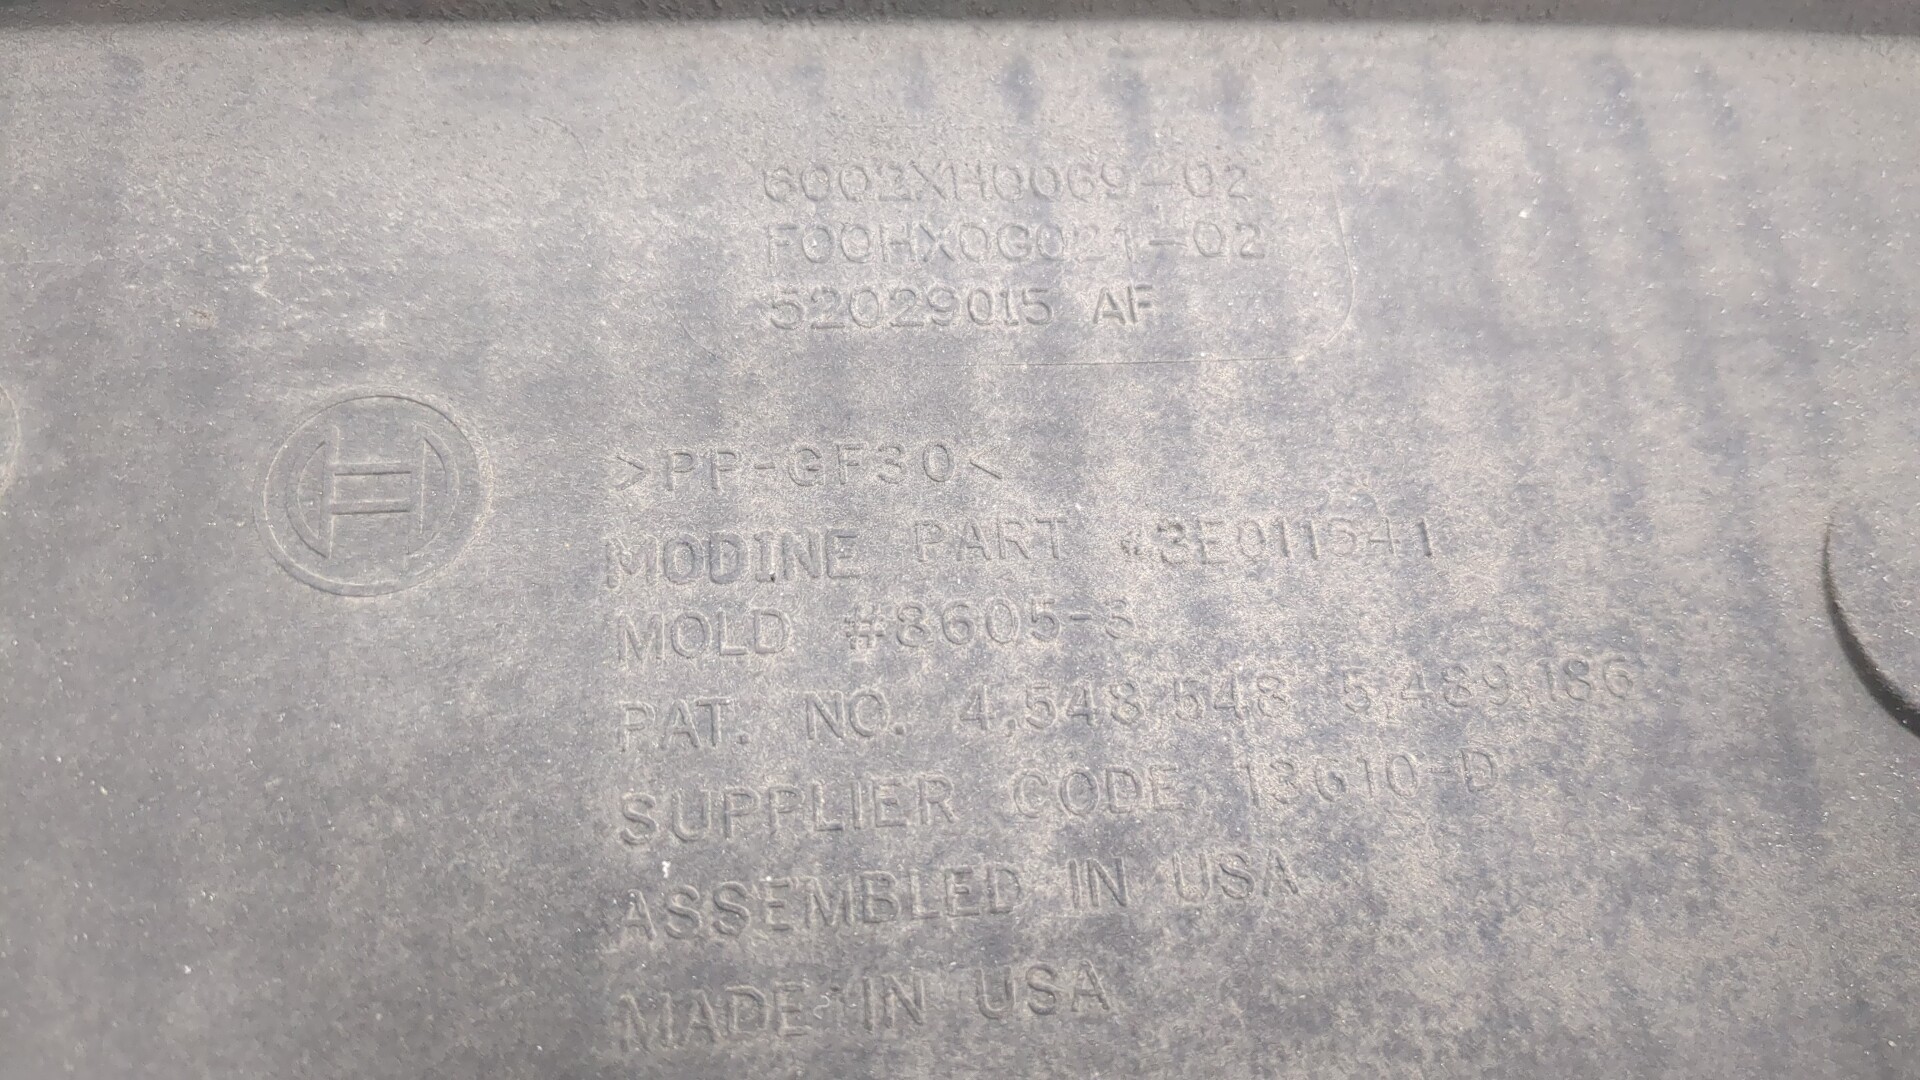 6002XH0069-02
F00HX0G021-02
52029015 AF
>PP-GF30<
MODINE PART #3E011541
MOLD #8605-3
PAT. NO. 4,548,548 5,489,186
SUPPLIER CODE 13610-D
ASSEMBLED IN USA
MADE IN USA